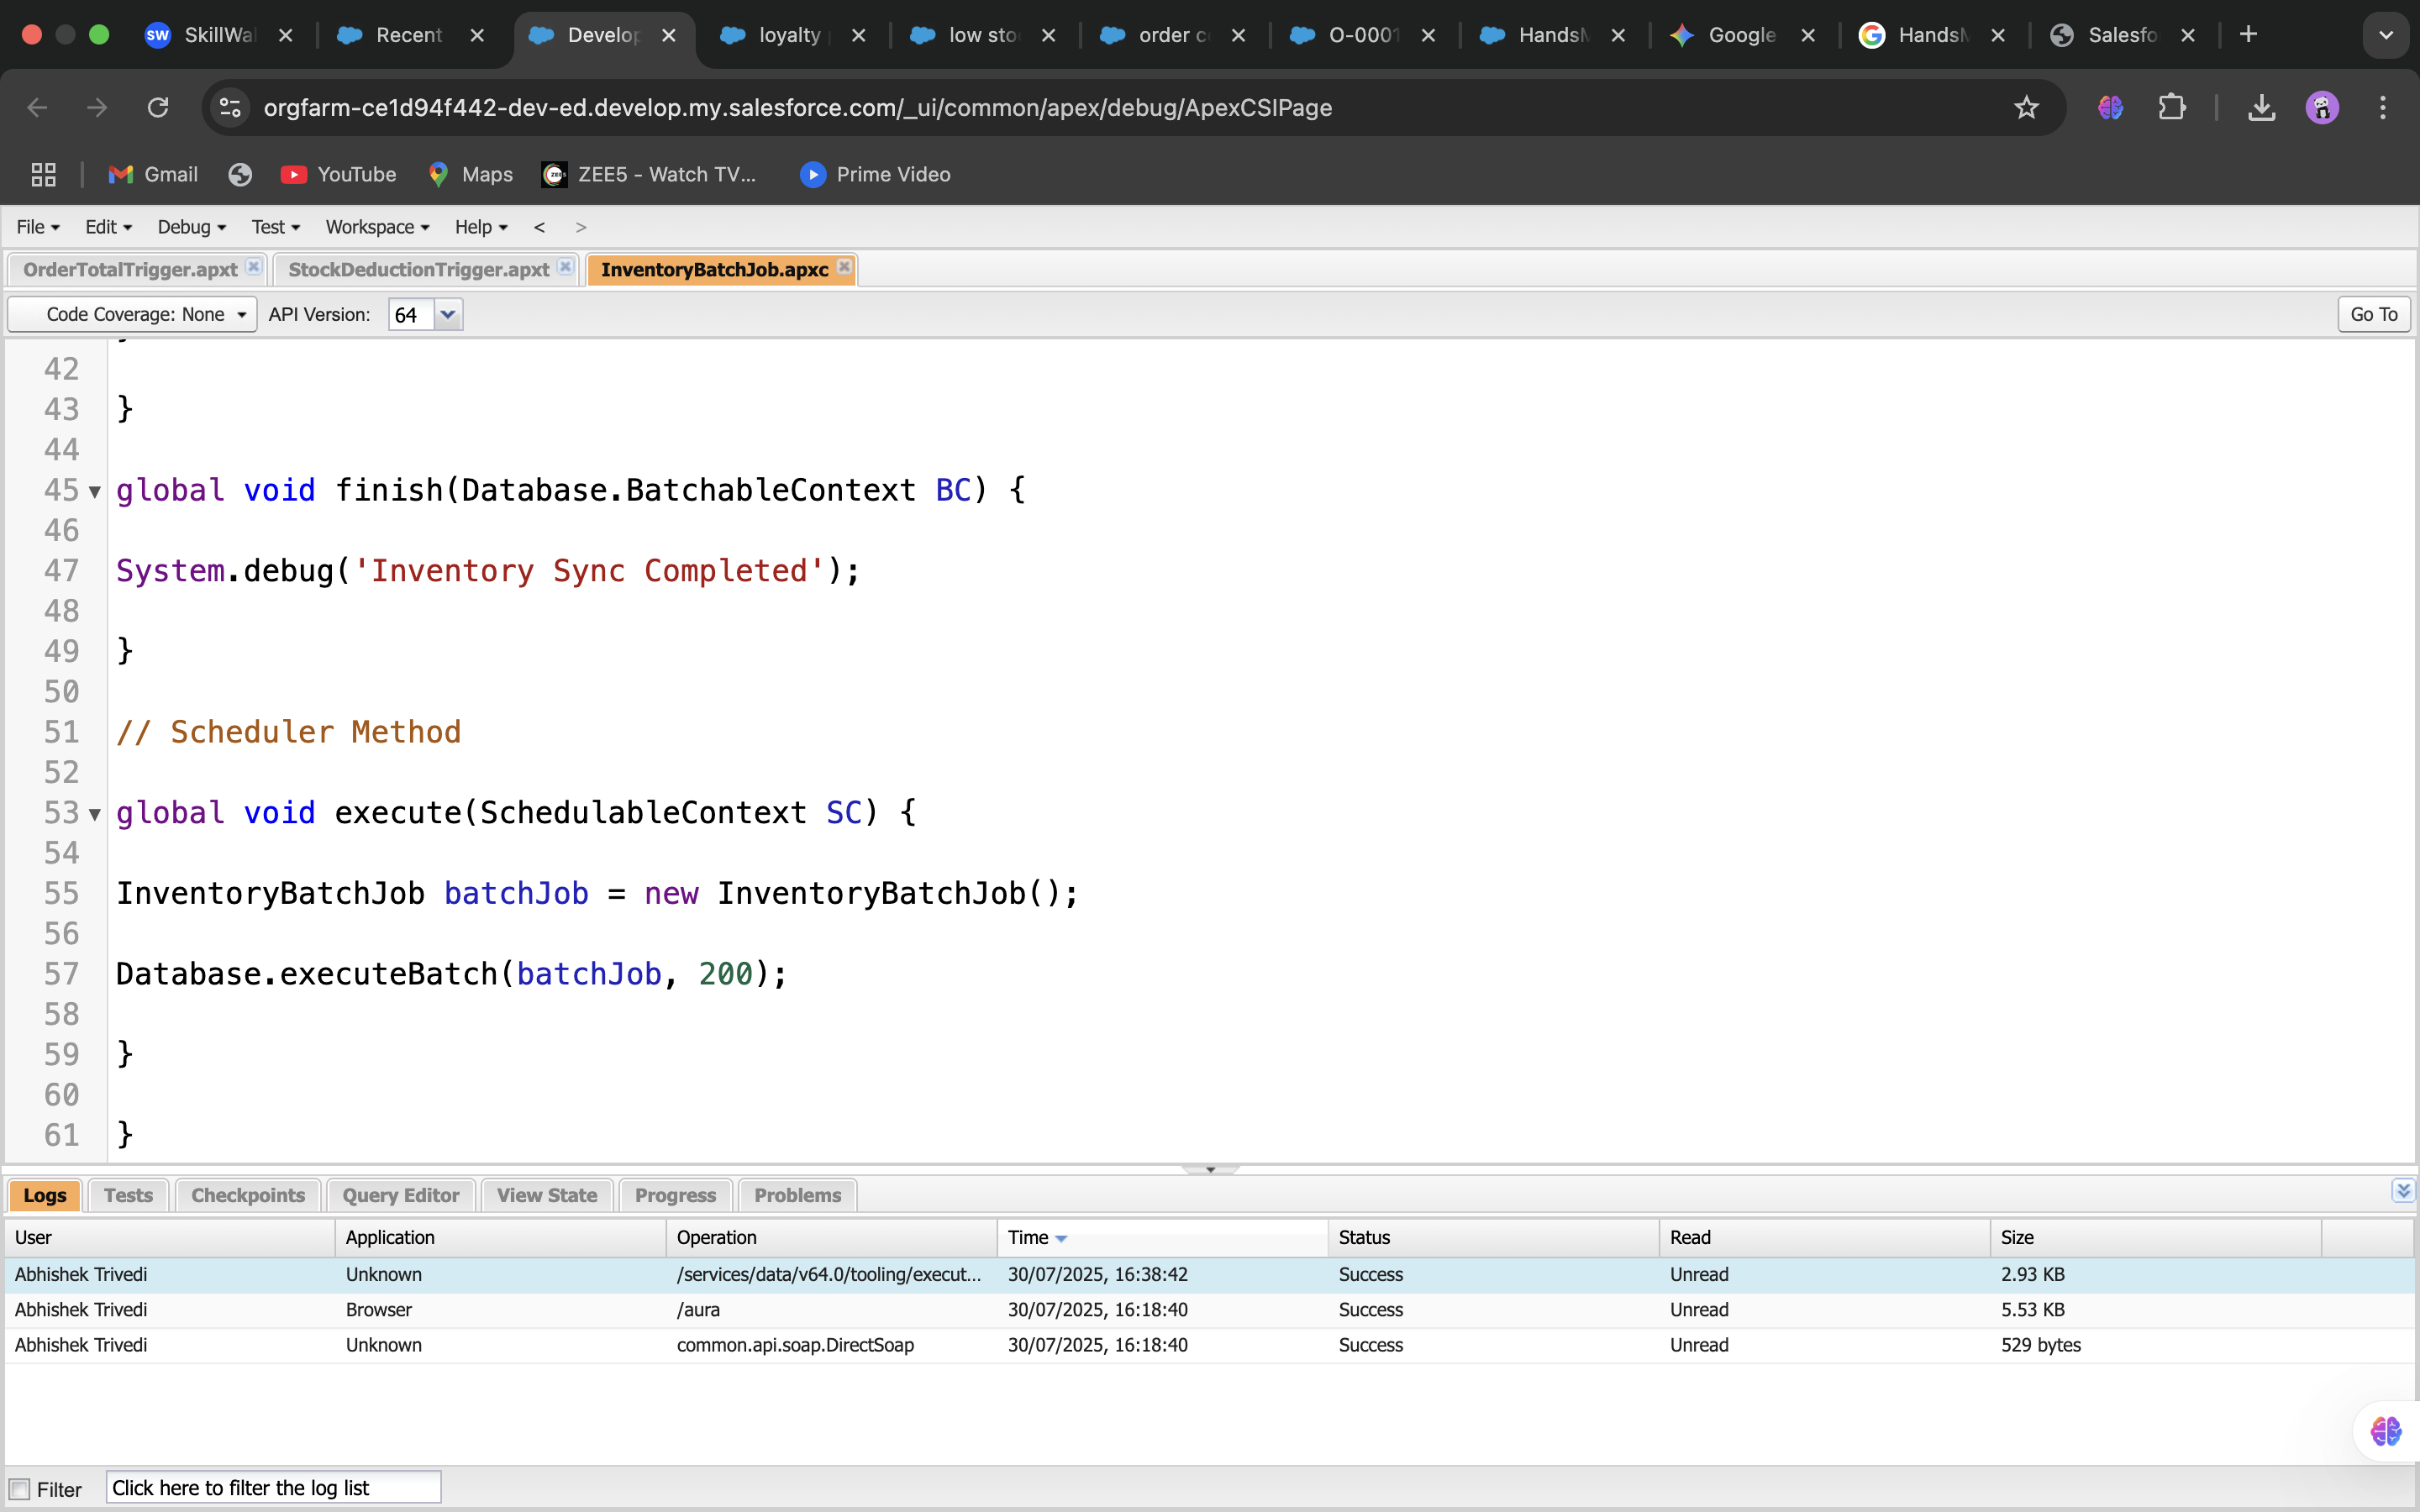 SW SkillWal
Recent
Develop
loyalty
low sto
order c
O-0001
HandsM
Google
HandsM
Salesfo
orgfarm-ce1d94f442-dev-ed.develop.my.salesforce.com/_ui/common/apex/debug/ApexCSIPage
Gmail
YouTube
Maps
ZEE5 - Watch TV...
Prime Video
File Edit Debug Test Workspace Help < >
OrderTotalTrigger.apxt StockDeductionTrigger.apxt InventoryBatchJob.apxc
Code Coverage: None API Version: 64 Go To
42
43 }
44
45 global void finish(Database.BatchableContext BC) {
46
47 System.debug('Inventory Sync Completed');
48
49 }
50
51 // Scheduler Method
52
53 global void execute(SchedulableContext SC) {
54
55 InventoryBatchJob batchJob = new InventoryBatchJob();
56
57 Database.executeBatch(batchJob, 200);
58
59 }
60
61 }
Logs Tests Checkpoints Query Editor View State Progress Problems
User Application Operation Time Status Read Size
Abhishek Trivedi Unknown /services/data/v64.0/tooling/execut... 30/07/2025, 16:38:42 Success Unread 2.93 KB
Abhishek Trivedi Browser /aura 30/07/2025, 16:18:40 Success Unread 5.53 KB
Abhishek Trivedi Unknown common.api.soap.DirectSoap 30/07/2025, 16:18:40 Success Unread 529 bytes
Filter Click here to filter the log list